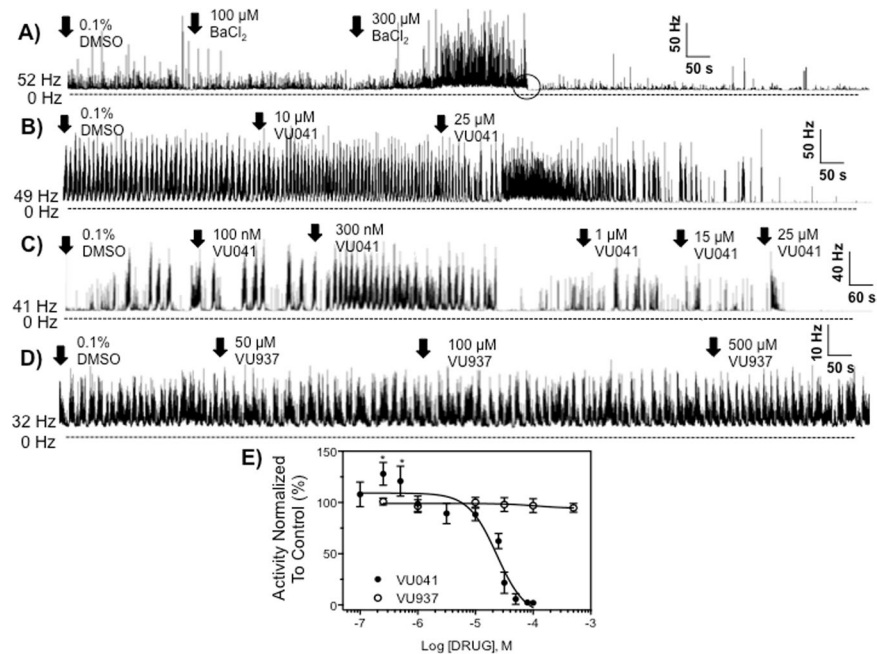 A)
0.1%
DMSO
100 µM
BaCl₂
300 µM
BaCl₂
50 Hz
50 s
52 Hz
0 Hz
B)
0.1%
DMSO
10 µM
VU041
25 µM
VU041
50 Hz
50 s
49 Hz
0 Hz
C)
0.1%
DMSO
100 nM
VU041
300 nM
VU041
1 µM
VU041
15 µM
VU041
25 µM
VU041
40 Hz
60 s
41 Hz
0 Hz
D)
0.1%
DMSO
50 µM
VU937
100 µM
VU937
500 µM
VU937
10 Hz
50 s
32 Hz
0 Hz
E)
Activity Normalized
To Control (%)
150
100
50
0
* *
VU041
VU937
-7 -6 -5 -4 -3
Log [DRUG], M